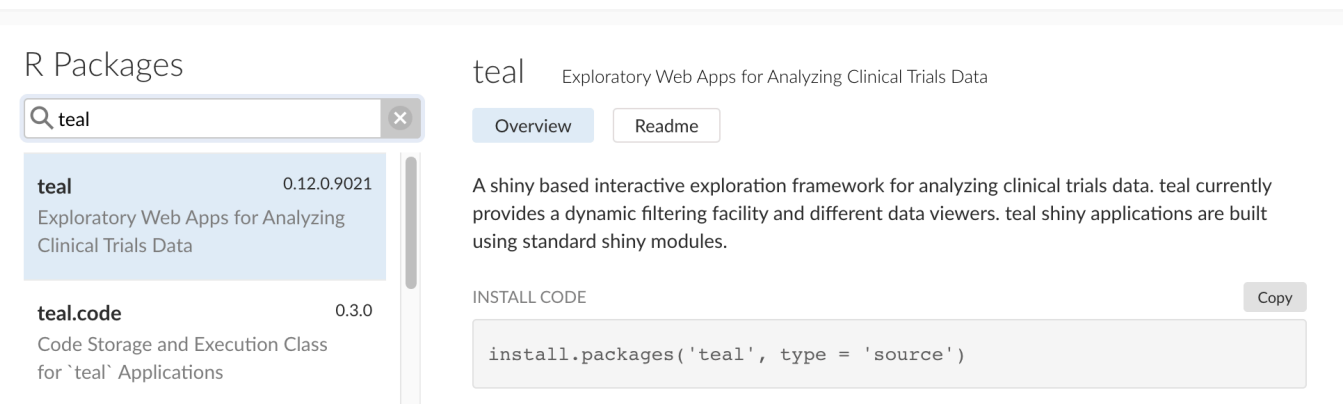 R Packages
teal
teal 0.12.0.9021
Exploratory Web Apps for Analyzing
Clinical Trials Data
teal.code 0.3.0
Code Storage and Execution Class
for `teal` Applications
teal Exploratory Web Apps for Analyzing Clinical Trials Data
Overview Readme
A shiny based interactive exploration framework for analyzing clinical trials data. teal currently
provides a dynamic filtering facility and different data viewers. teal shiny applications are built
using standard shiny modules.
INSTALL CODE Copy
install.packages('teal', type = 'source')